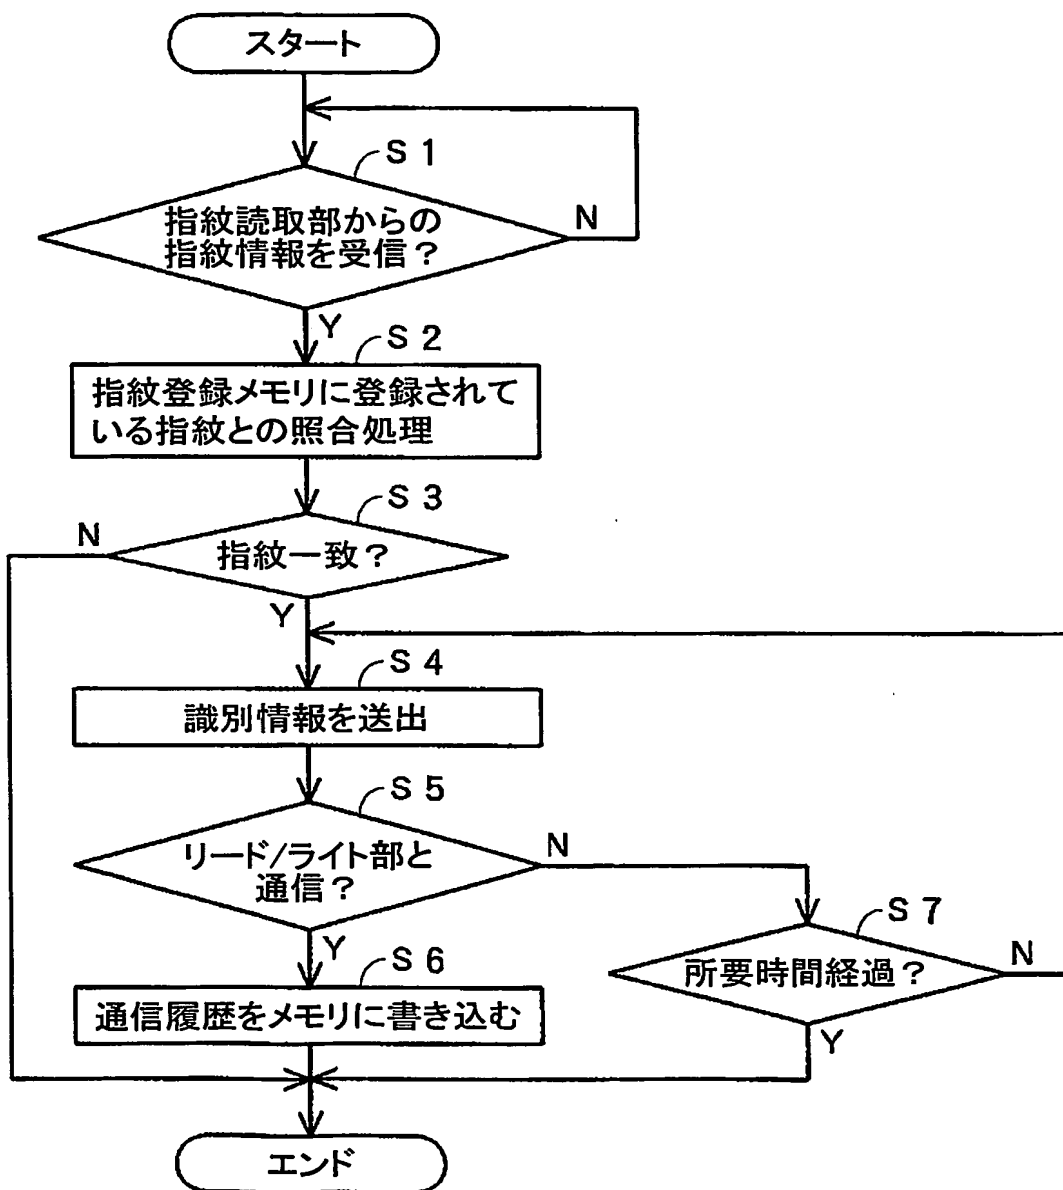 スタート
S 1
指紋読取部からの
指紋情報を受信？
N
Y
S 2
指紋登録メモリに登録されて
いる指紋との照合処理
S 3
N
指紋一致？
Y
S 4
識別情報を送出
S 5
リード/ライト部と
通信？
N
Y
S 7
所要時間経過？
N
Y
S 6
通信履歴をメモリに書き込む
エンド